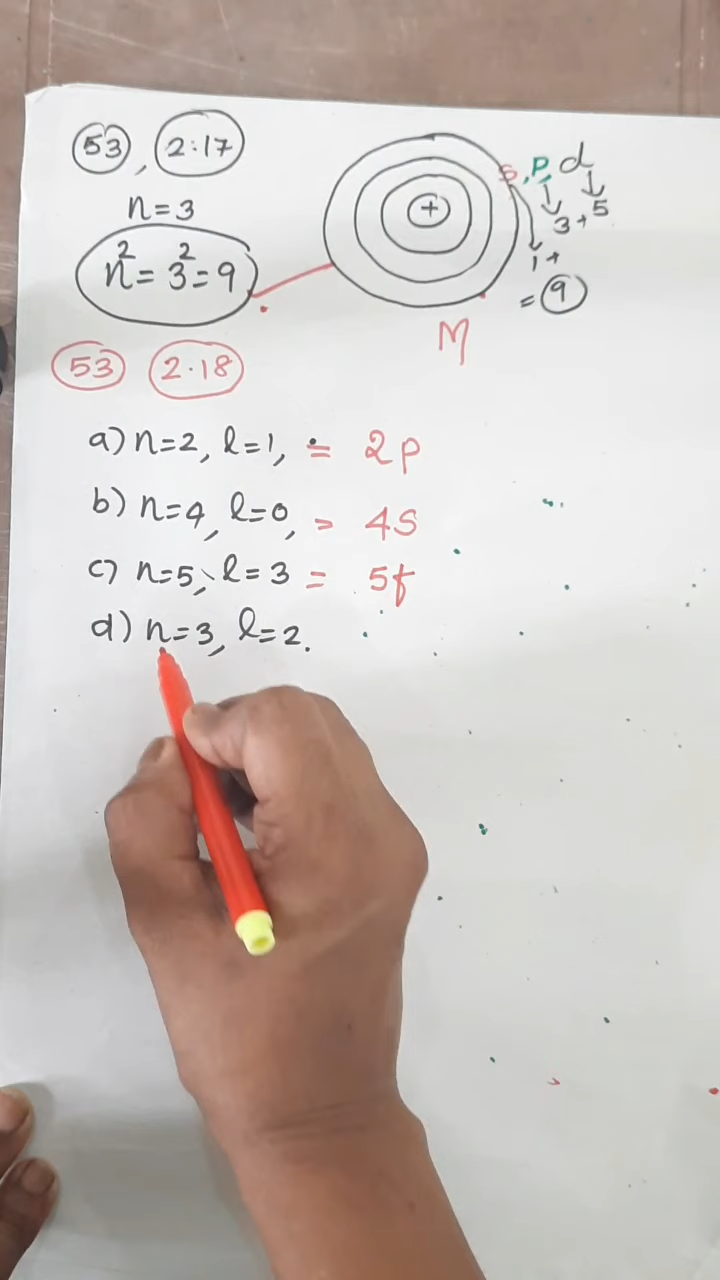 53, 2:17
n=3
n²=3²=9
+
s, p, d
3+5
1+
=9
M
53 2.18
a) n=2, l=1, = 2p
b) n=4, l=0, = 4s
c) n=5, l=3 = 5f
d) n=3, l=2.